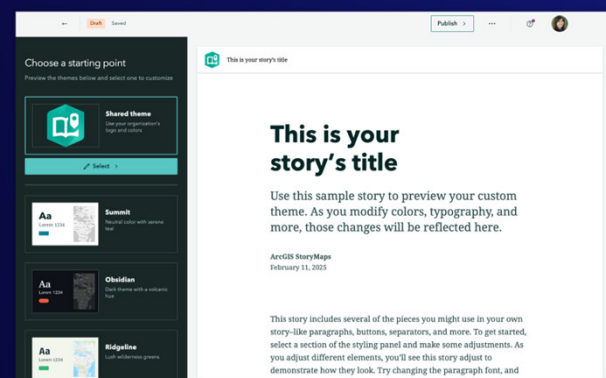 Draft Saved
Publish
Choose a starting point
Preview the themes below and select one to customize
Shared theme
Use your organization's
logo and colors
Select
Aa
Lorem 1234
Summit
Neutral color with serene
teal
Aa
Lorem 1234
Obsidian
Dark theme with a volcanic
hint
Aa
Lorem 1234
Ridgeline
Lush wilderness greens
This is your story's title
This is your
story's title
Use this sample story to preview your custom
theme. As you modify colors, typography, and
more, those changes will be reflected here.
ArcGIS StoryMaps
February 11, 2025
This story includes several of the pieces you might use in your own
story–like paragraphs, buttons, separators, and more. To get started,
select a section of the styling panel and make some adjustments. As
you adjust different elements, you'll see this story adjust to
demonstrate how they look. Try changing the paragraph font, and